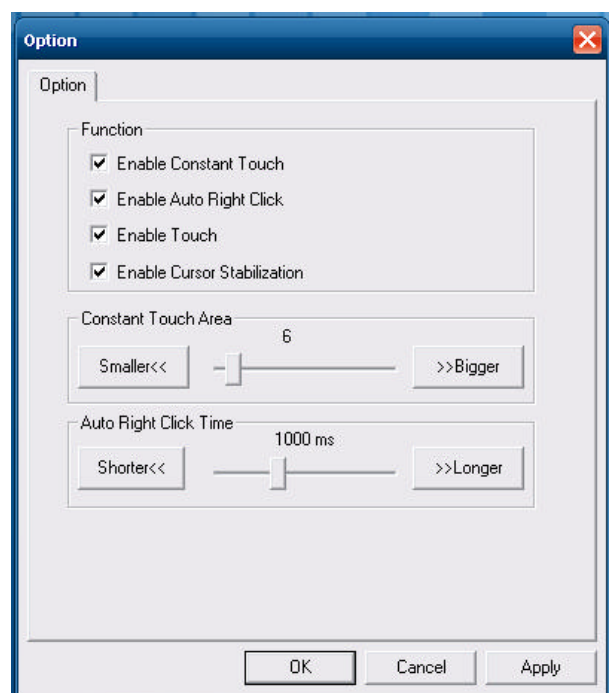 Option
Option
Function
Enable Constant Touch
Enable Auto Right Click
Enable Touch
Enable Cursor Stabilization
Constant Touch Area
6
Smaller<< >>Bigger
Auto Right Click Time
1000 ms
Shorter<< >>Longer
OK Cancel Apply